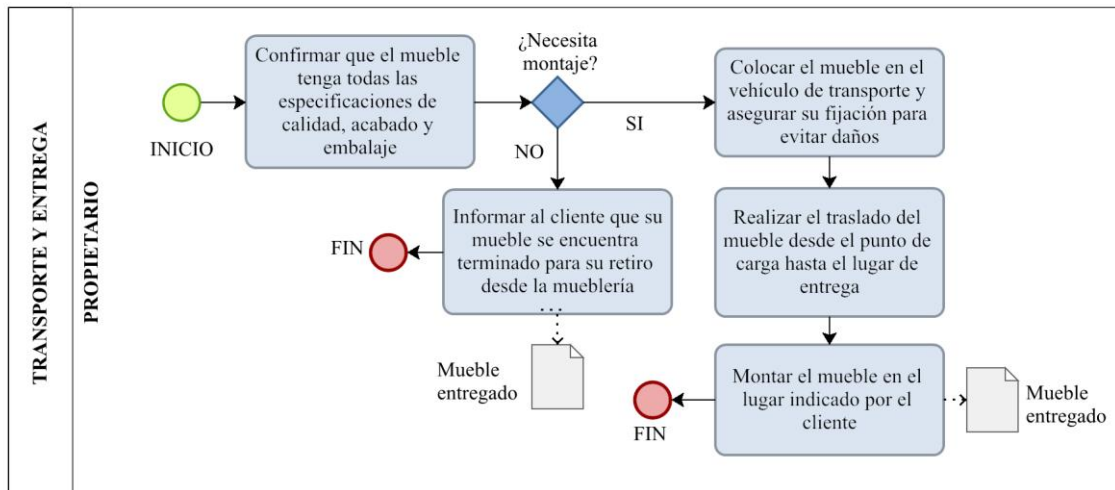 TRANSPORTE Y ENTREGA
PROPIETARIO
INICIO
Confirmar que el mueble
tenga todas las
especificaciones de
calidad, acabado y
embalaje
¿Necesita
montaje?
SI
NO
Colocar el mueble en el
vehículo de transporte y
asegurar su fijación para
evitar daños
Informar al cliente que su
mueble se encuentra
terminado para su retiro
desde la mueblería
FIN
Mueble
entregado
Realizar el traslado del
mueble desde el punto de
carga hasta el lugar de
entrega
Montar el mueble en el
lugar indicado por el
cliente
FIN
Mueble
entregado